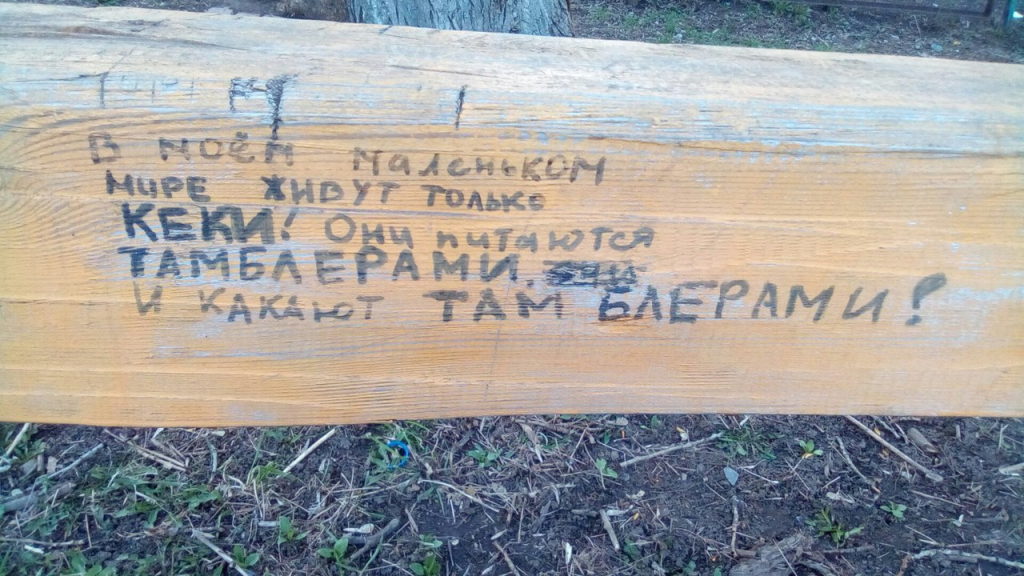 В моём маленьком
мире живут только
КЕКИ! Они питаются
ТАМБЛЕРАМИ.
И КАКАЮТ ТАМ БЛЕРАМИ!